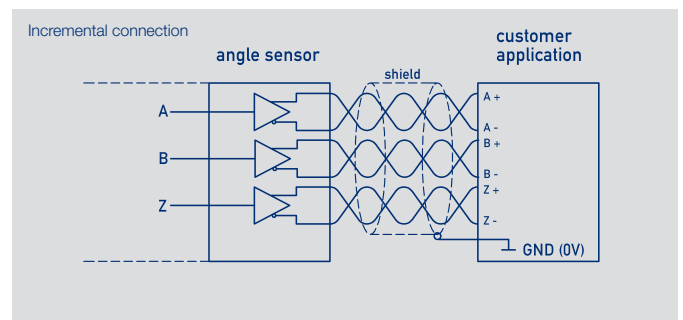 Incremental connection
angle sensor
customer
application
shield
A
A +
A -
B
B +
B -
Z
Z +
Z -
GND (0V)